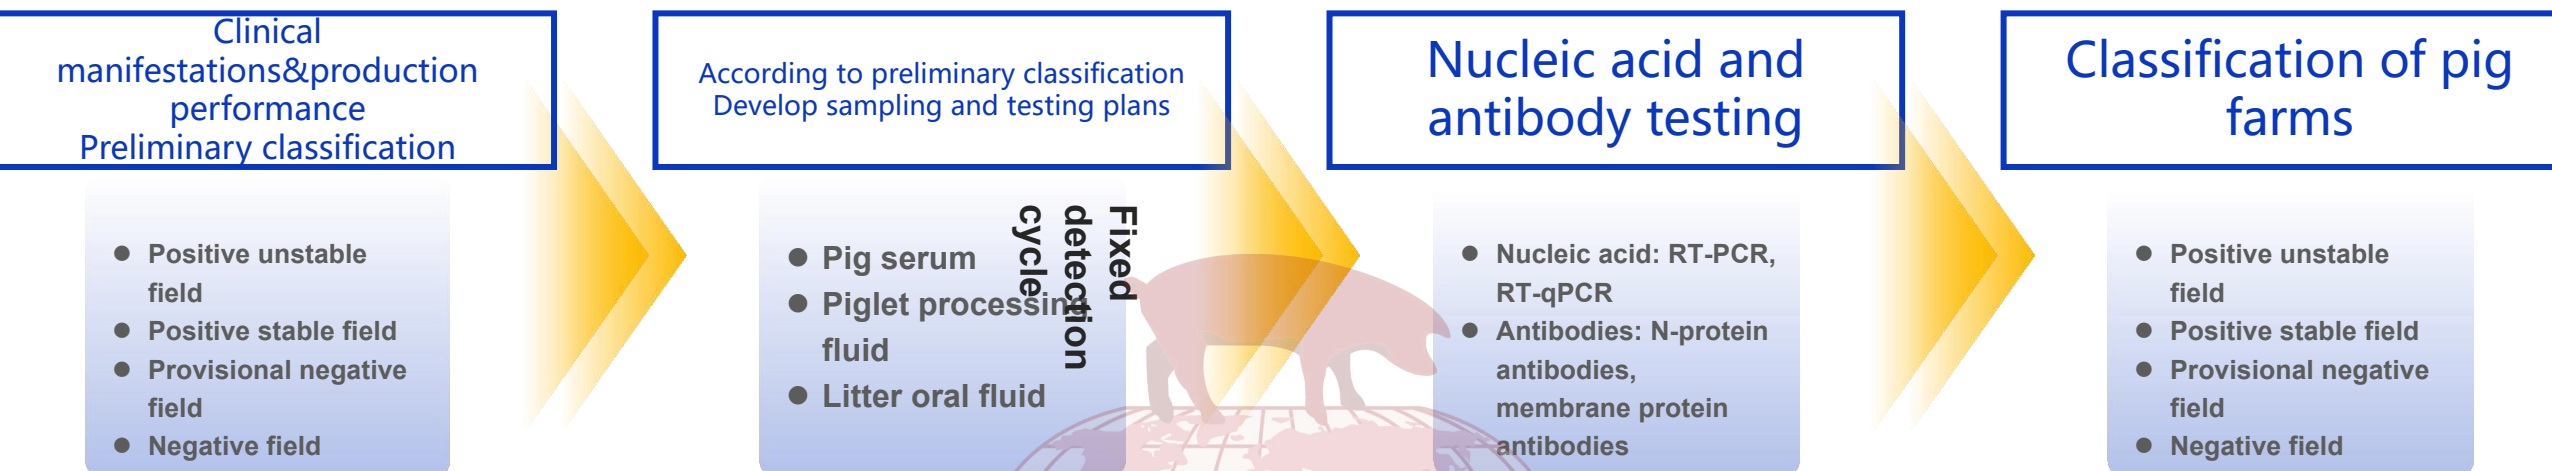 Clinical
manifestations&production
performance
Preliminary classification
● Positive unstable
field
● Positive stable field
● Provisional negative
field
● Negative field
According to preliminary classification
Develop sampling and testing plans
● Pig serum
● Piglet processing
fluid
● Litter oral fluid
Fixed
detection
cycle
Nucleic acid and
antibody testing
● Nucleic acid: RT-PCR,
RT-qPCR
● Antibodies: N-protein
antibodies,
membrane protein
antibodies
Classification of pig
farms
● Positive unstable
field
● Positive stable field
● Provisional negative
field
● Negative field